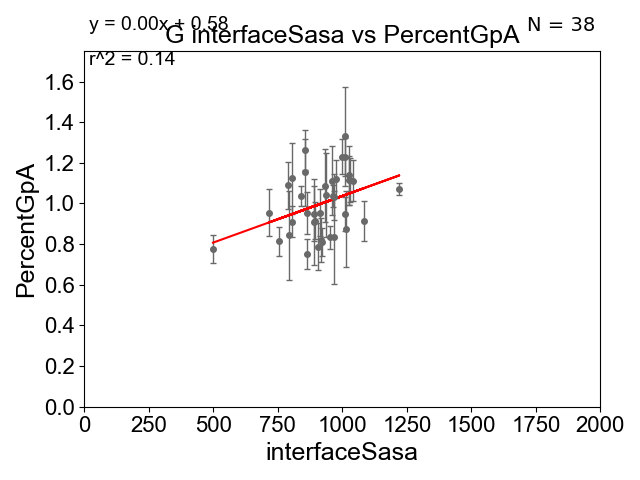 y = 0.00x + 0.58
G interfaceSasa vs PercentGpA
N = 38
r^2 = 0.14
PercentGpA
1.6
1.4
1.2
1.0
0.8
0.6
0.4
0.2
0.0
0 250 500 750 1000 1250 1500 1750 2000
interfaceSasa